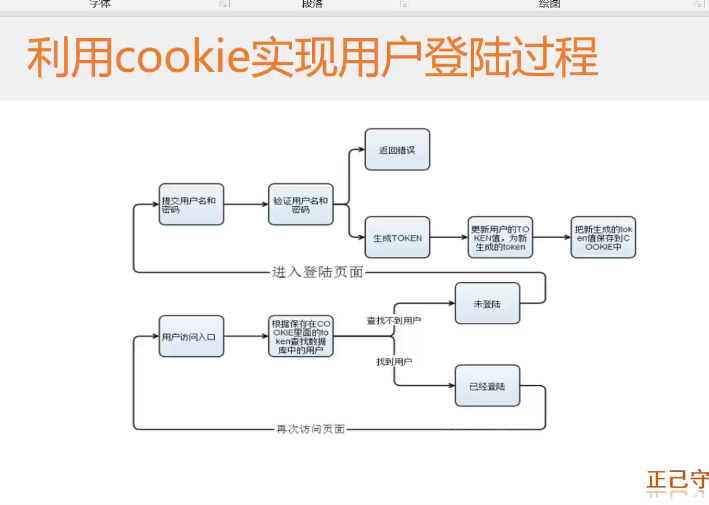 字体
段落
绘图
利用cookie实现用户登陆过程
返回错误
提交用户名和
密码
验证用户名和
密码
生成TOKEN
更新用户的TO
KEN值，为新
生成的token
把新生成的tok
en值保存到C
OOKIE中
进入登陆页面
未登陆
查找不到用户
用户访问入口
根据保存在CO
OKIE里面的to
ken查找数据
库中的用户
找到用户
已经登陆
再次访问页面
正己守